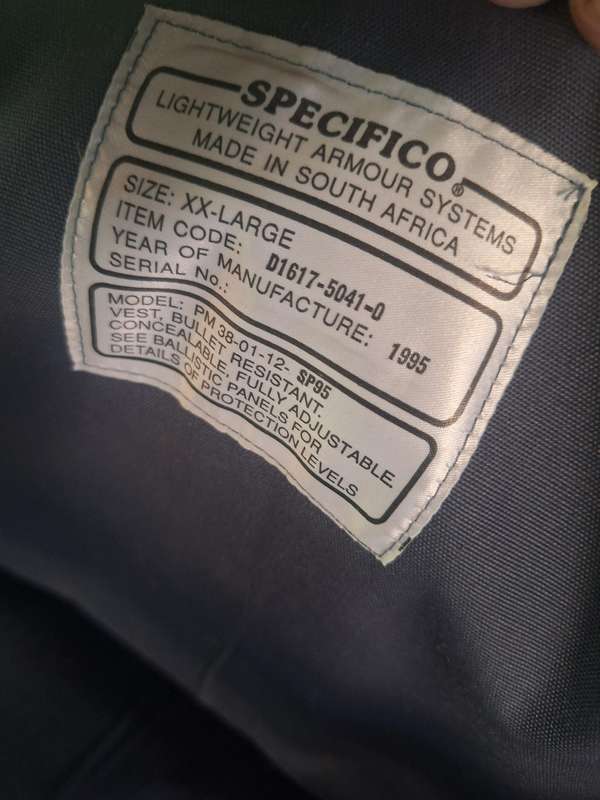 SPECIFICO®
LIGHTWEIGHT ARMOUR SYSTEMS
MADE IN SOUTH AFRICA
SIZE: XX-LARGE
ITEM CODE: D1617-5041-0
YEAR OF MANUFACTURE: 1995
SERIAL No.:
MODEL: PM 38-01-12- SP95
VEST, BULLET RESISTANT.
CONCEALABLE, FULLY ADJUSTABLE.
SEE BALLISTIC PANELS FOR
DETAILS OF PROTECTION LEVELS